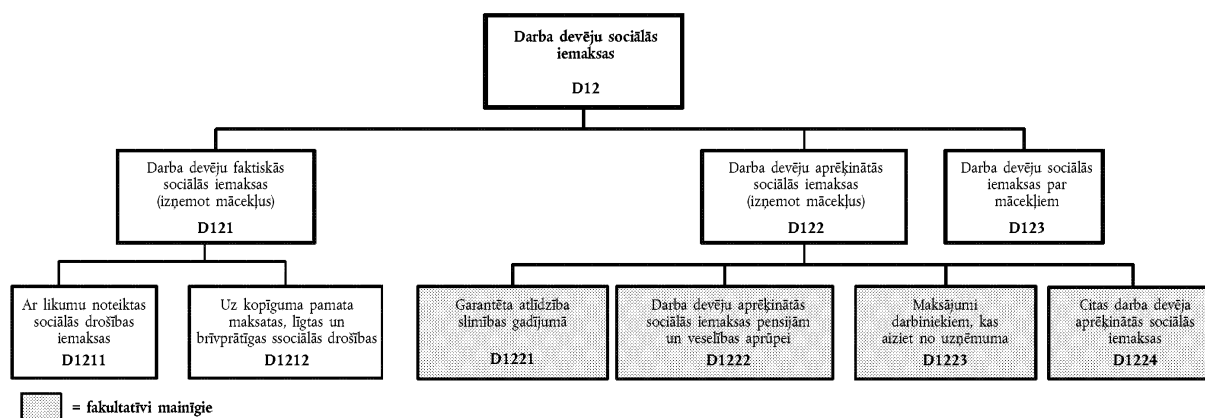 Darba devēju sociālās
iemaksas
D12
Darba devēju faktiskās
sociālās iemaksas
(izņemot mācekļus)
D121
Darba devēju aprēķinātās
sociālās iemaksas
(izņemot mācekļus)
D122
Darba devēju sociālās
iemaksas par
mācekļiem
D123
Ar likumu noteiktas
sociālās drošības
iemaksas
D1211
Uz kopīguma pamata
maksatas, līgtas un
brīvprātīgas ssociālās drošības
D1212
Garantēta atlīdzība
slimības gadījumā
D1221
Darba devēju aprēķinātās
sociālās iemaksas pensijām
un veselības aprūpei
D1222
Maksājumi
darbiniekiem, kas
aiziet no uzņēmuma
D1223
Citas darba devēja
aprēķinātās sociālās
iemaksas
D1224
= fakultatīvi mainīgie